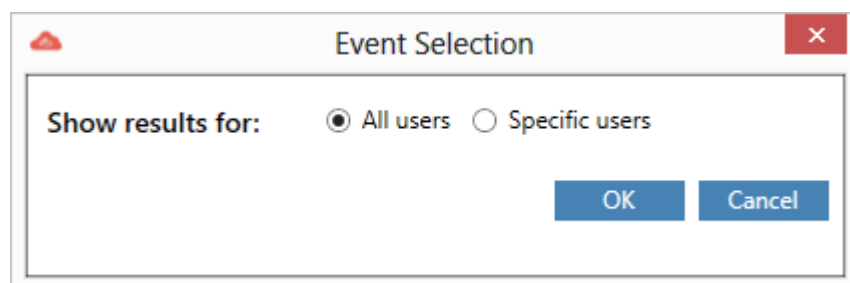 Event Selection
Show results for: All users Specific users
OK Cancel